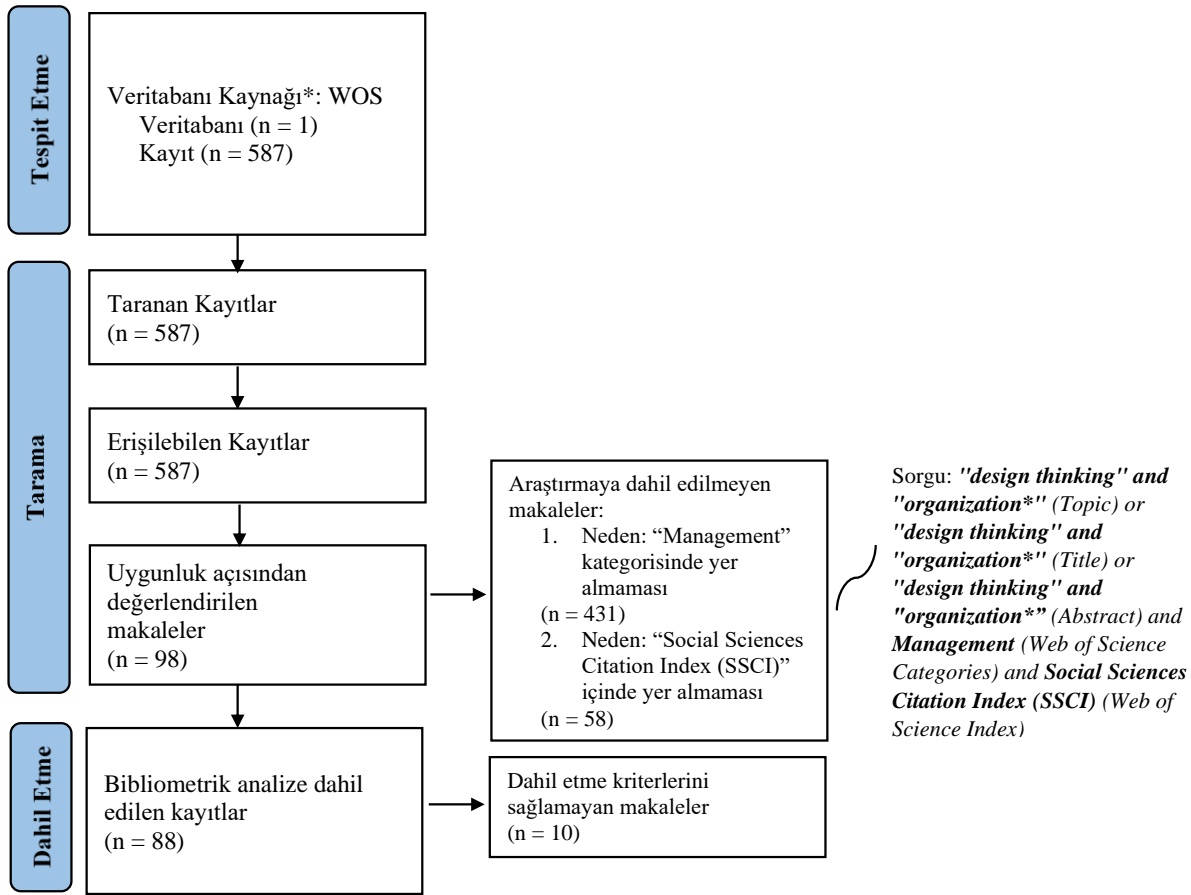 Tespit Etme
Veritabanı Kaynağı*: WOS
Veritabanı (n = 1)
Kayıt (n = 587)
Tarama
Taranan Kayıtlar
(n = 587)
Erişilebilen Kayıtlar
(n = 587)
Uygunluk açısından
değerlendirilen
makaleler
(n = 98)
Araştırmaya dahil edilmeyen
makaleler:
1. Neden: “Management”
kategorisinde yer
almaması
(n = 431)
2. Neden: “Social Sciences
Citation Index (SSCI)”
içinde yer almaması
(n = 58)
Sorgu: "design thinking" and
"organization*" (Topic) or
"design thinking" and
"organization*" (Title) or
"design thinking" and
"organization*” (Abstract) and
Management (Web of Science
Categories) and Social Sciences
Citation Index (SSCI) (Web of
Science Index)
Dahil Etme
Bibliometrik analize dahil
edilen kayıtlar
(n = 88)
Dahil etme kriterlerini
sağlamayan makaleler
(n = 10)